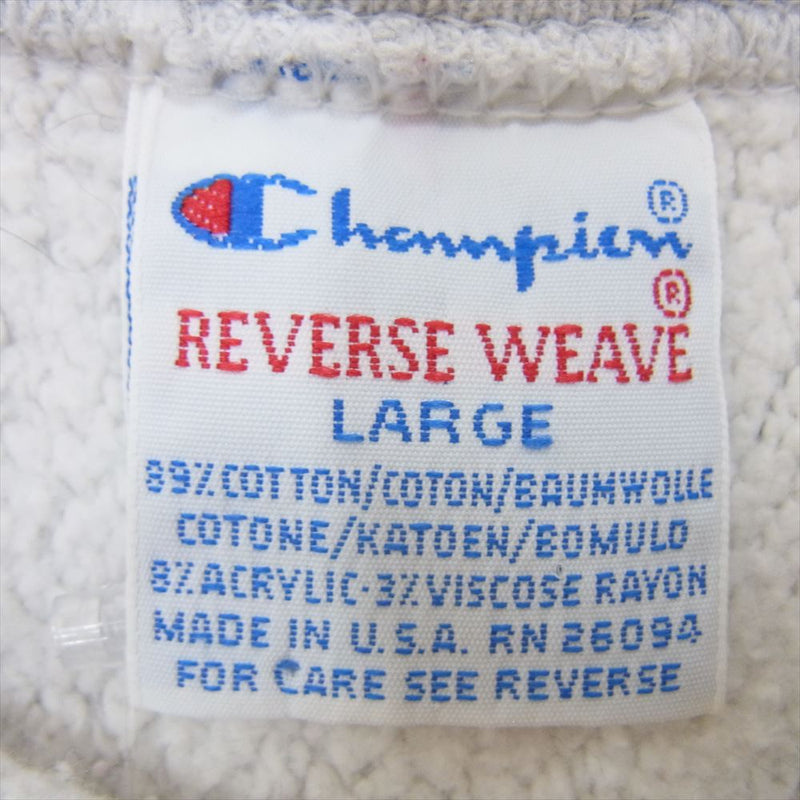 Champion®
REVERSE WEAVE®
LARGE
89% COTTON/COTON/BAUMWOLLE
COTONE/KATOEN/BOMULD
8% ACRYLIC·3% VISCOSE RAYON
MADE IN U.S.A. RN 26094
FOR CARE SEE REVERSE